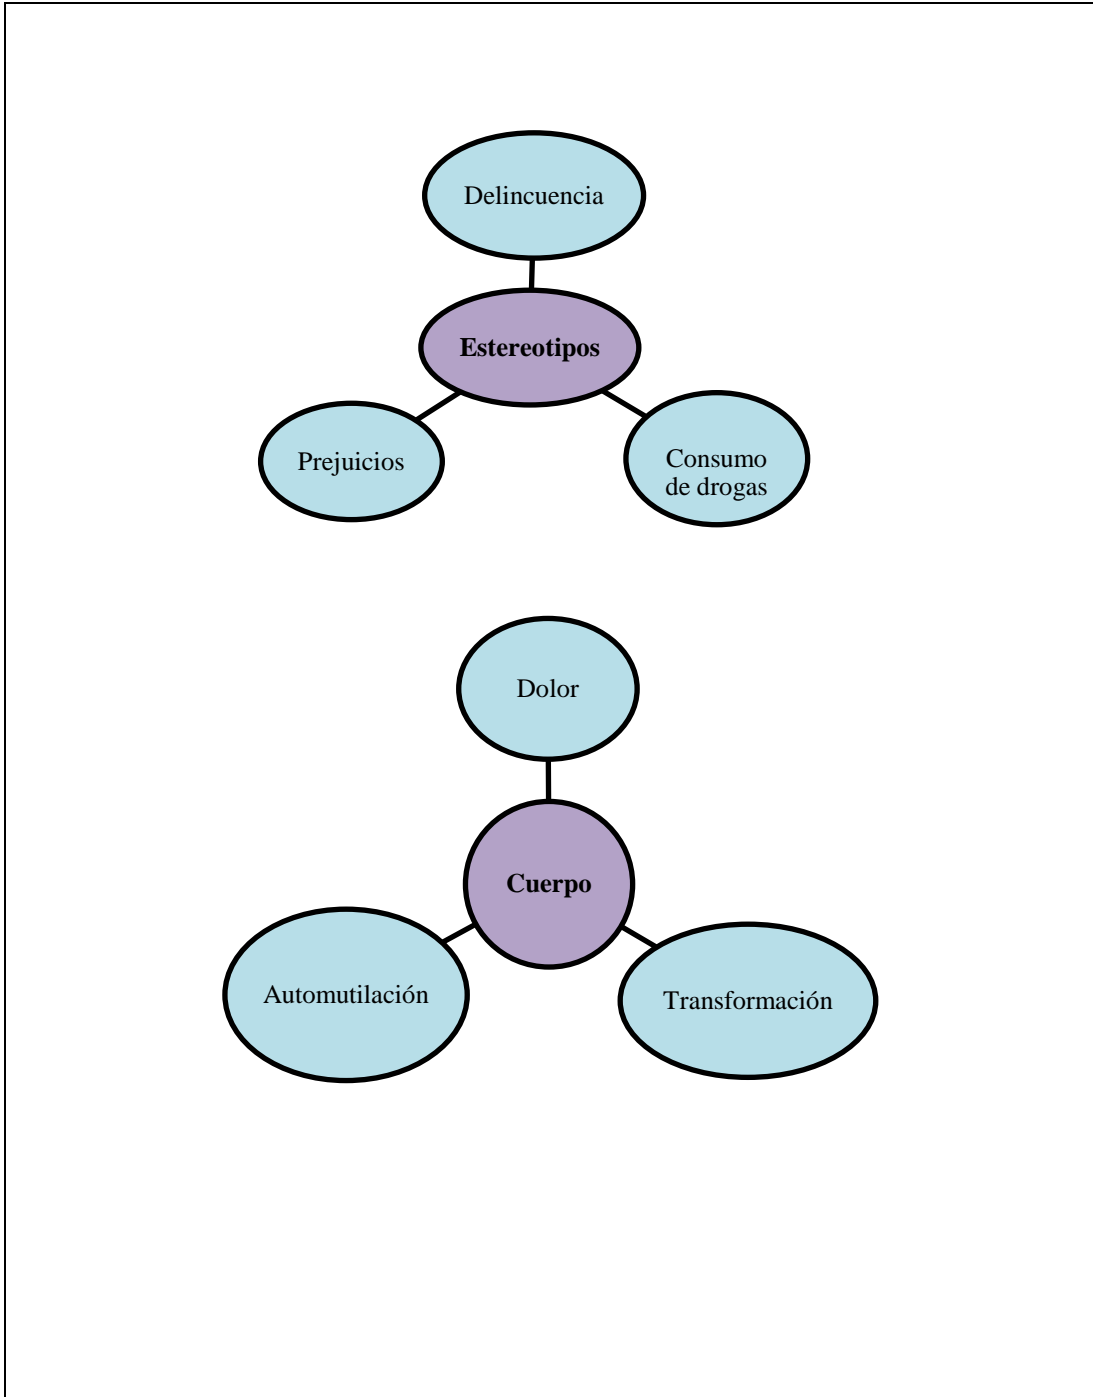 Delincuencia
Estereotipos
Prejuicios
Consumo
de drogas
Dolor
Cuerpo
Automutilación
Transformación